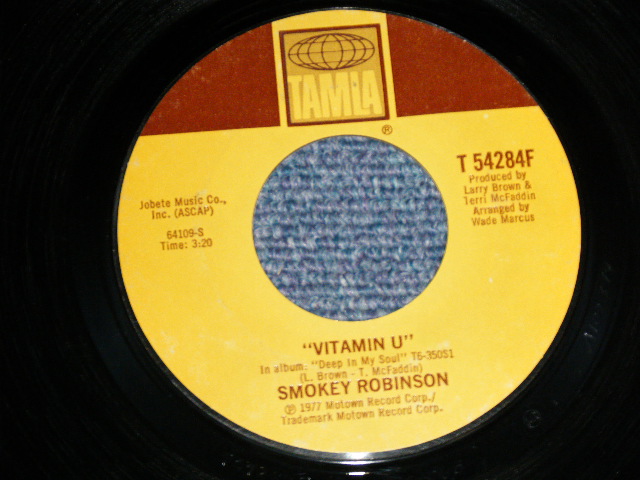 TAMLA
®
T 54284F
Produced by
Larry Brown &
Terri McFaddin
Arranged by
Wade Marcus
Jobete Music Co.,
Inc. (ASCAP)
64109-S
Time: 3:20
"VITAMIN U"
In album: "Deep In My Soul" T6-350S1
(L. Brown - T. McFaddin)
SMOKEY ROBINSON
℗ 1977 Motown Record Corp./
Trademark Motown Record Corp.